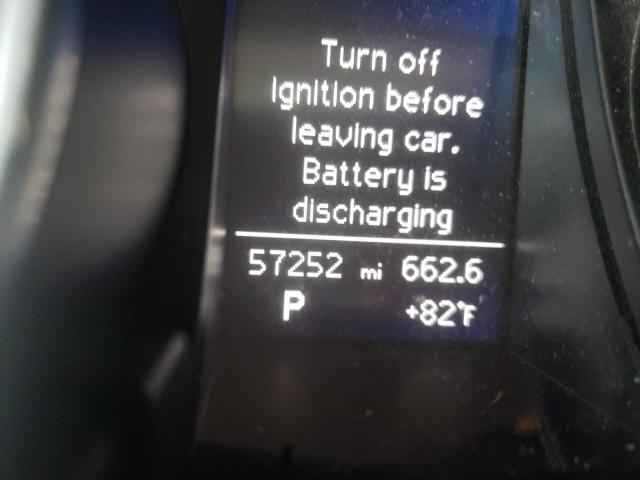 Turn off
ignition before
leaving car.
Battery is
discharging
57252 mi 662.6
P +82°F